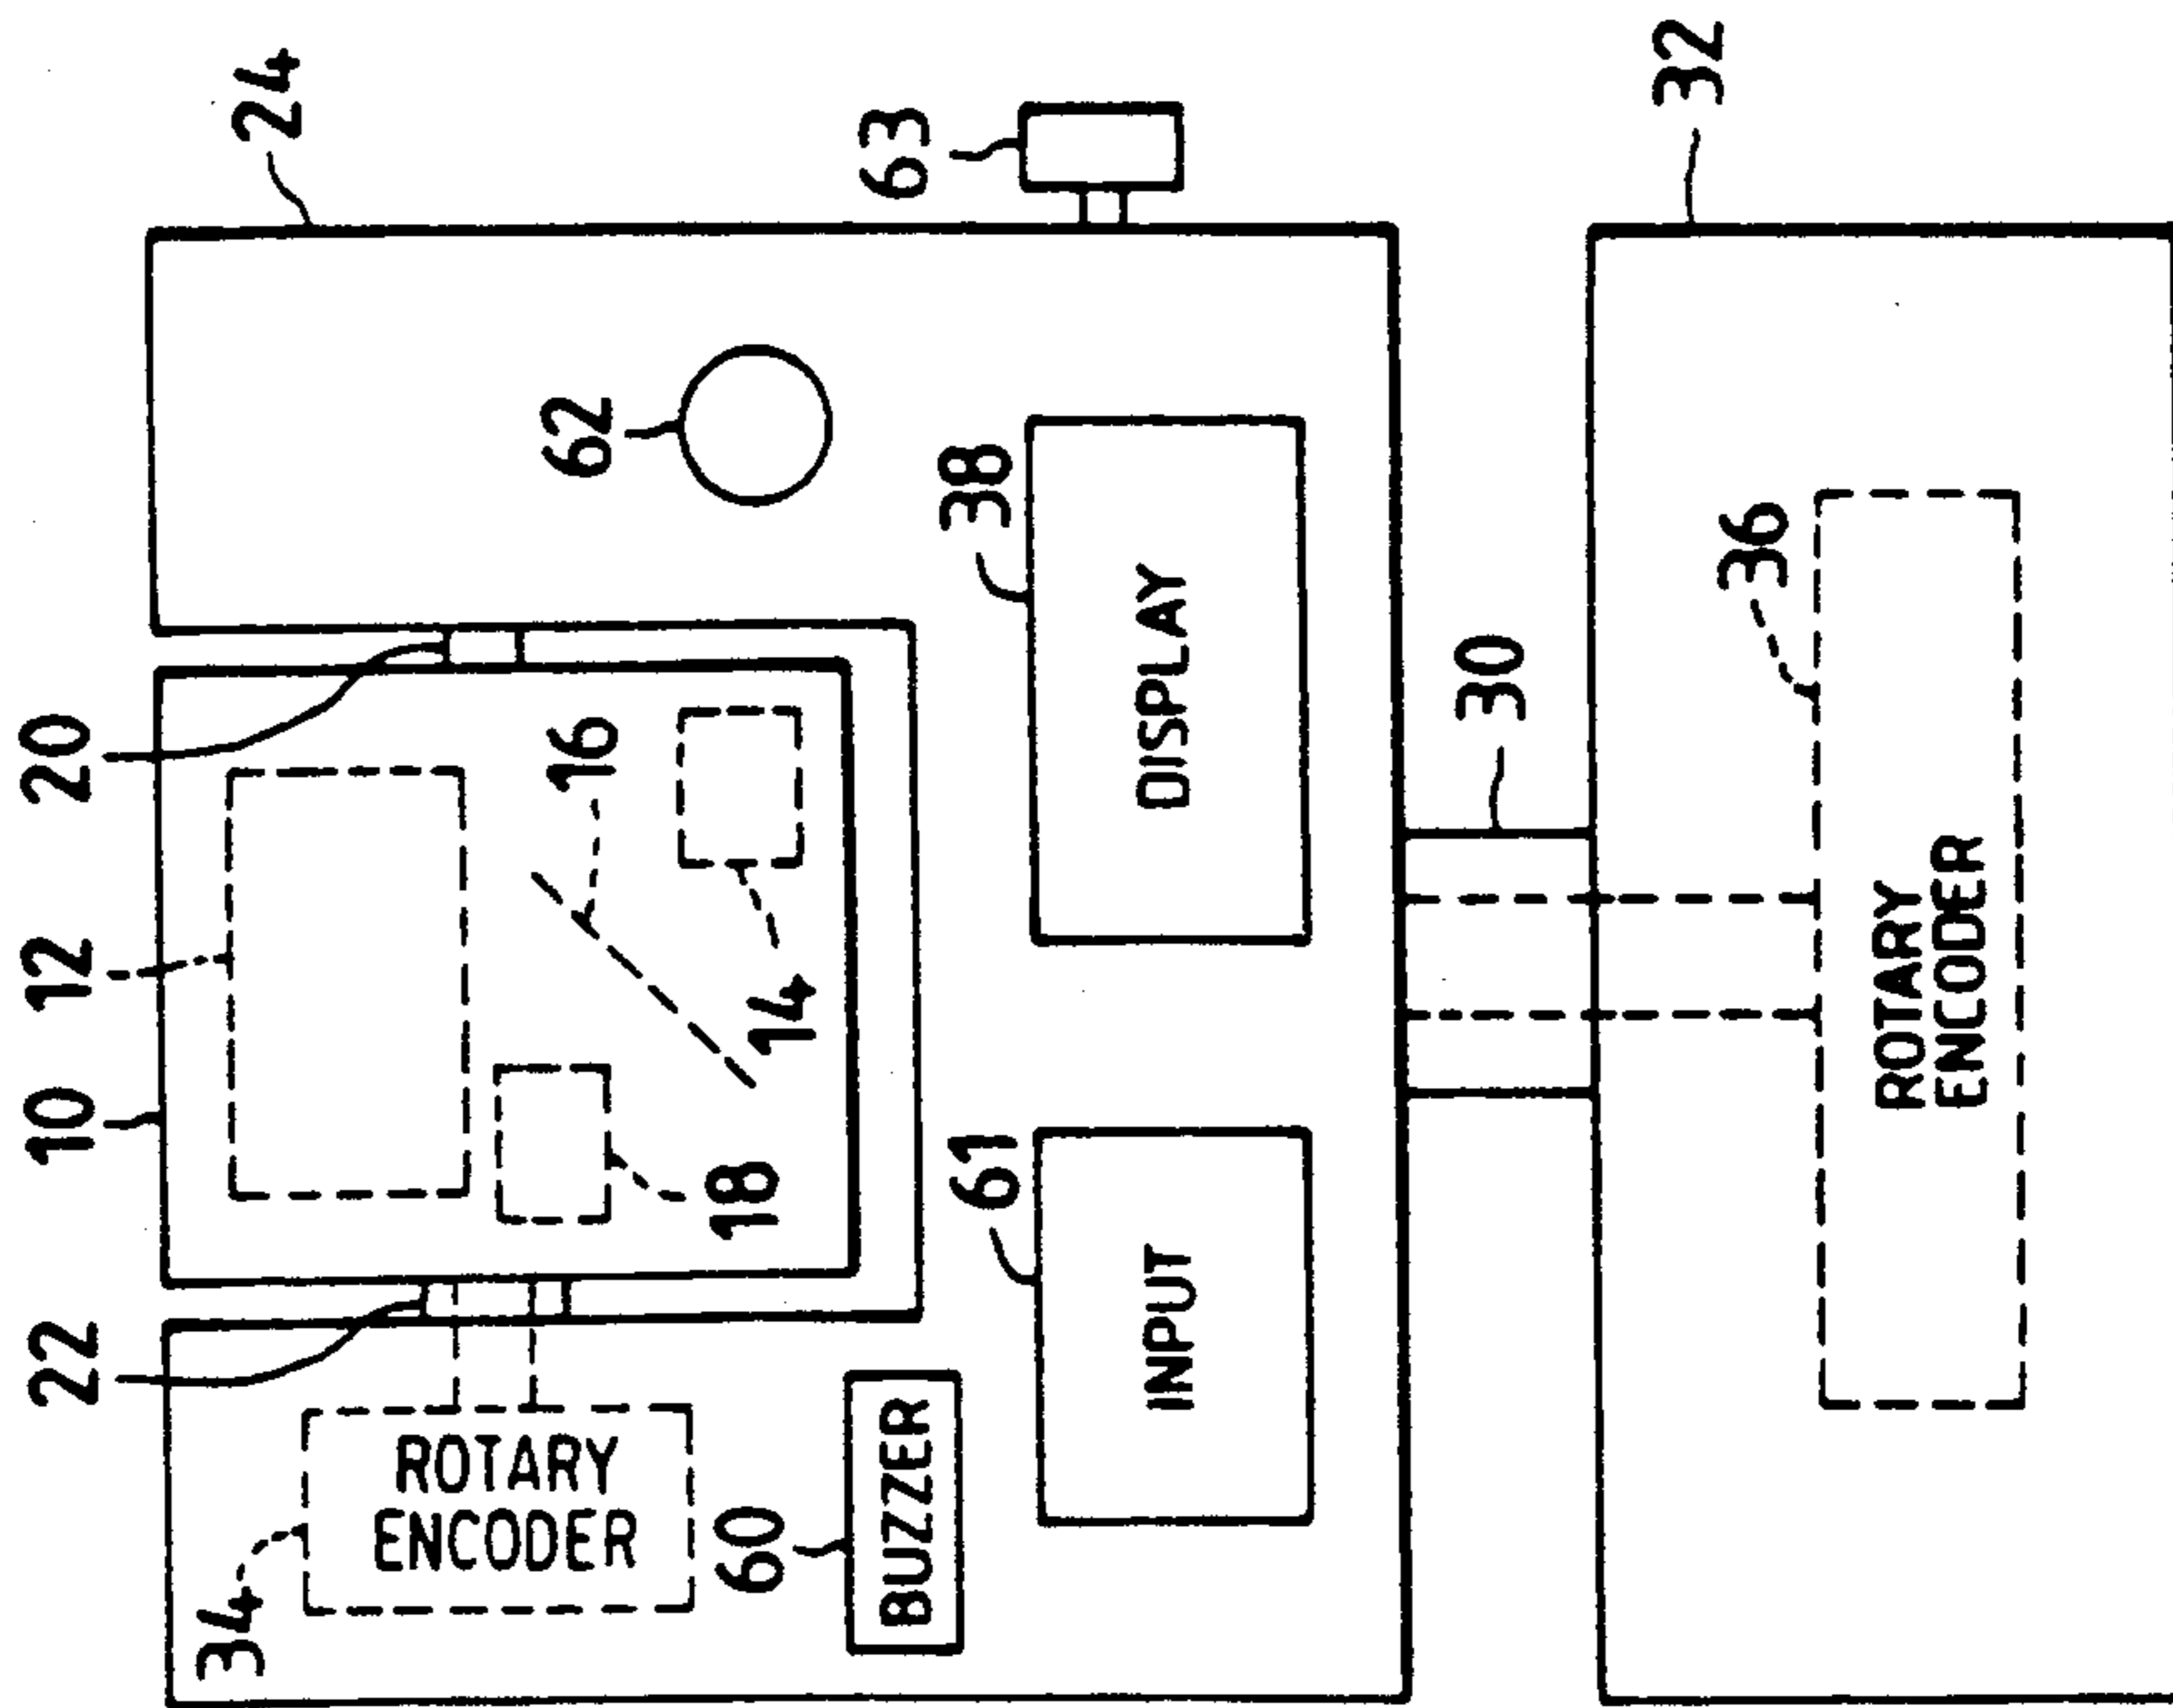 24
63
32
62
38
DISPLAY
20
16
14
12
10
18
22
30
36
ROTARY
ENCODER
61
INPUT
34
ROTARY
ENCODER
60
BUZZER